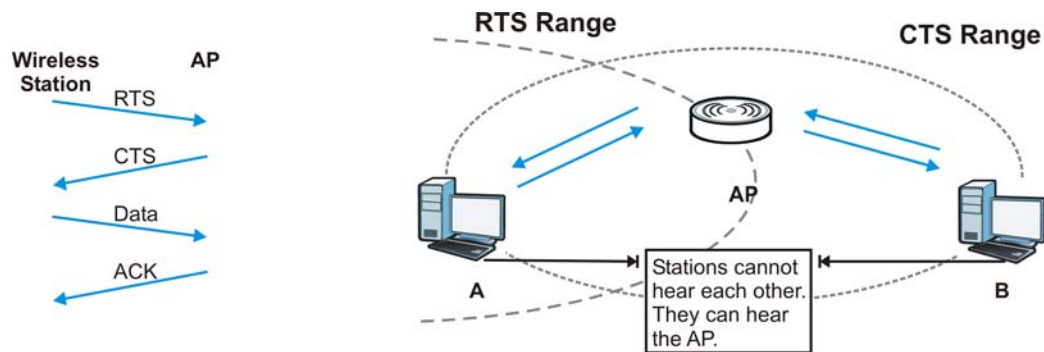 Wireless
Station
AP
RTS
CTS
Data
ACK
RTS Range
CTS Range
AP
A
B
Stations cannot
hear each other.
They can hear
the AP.